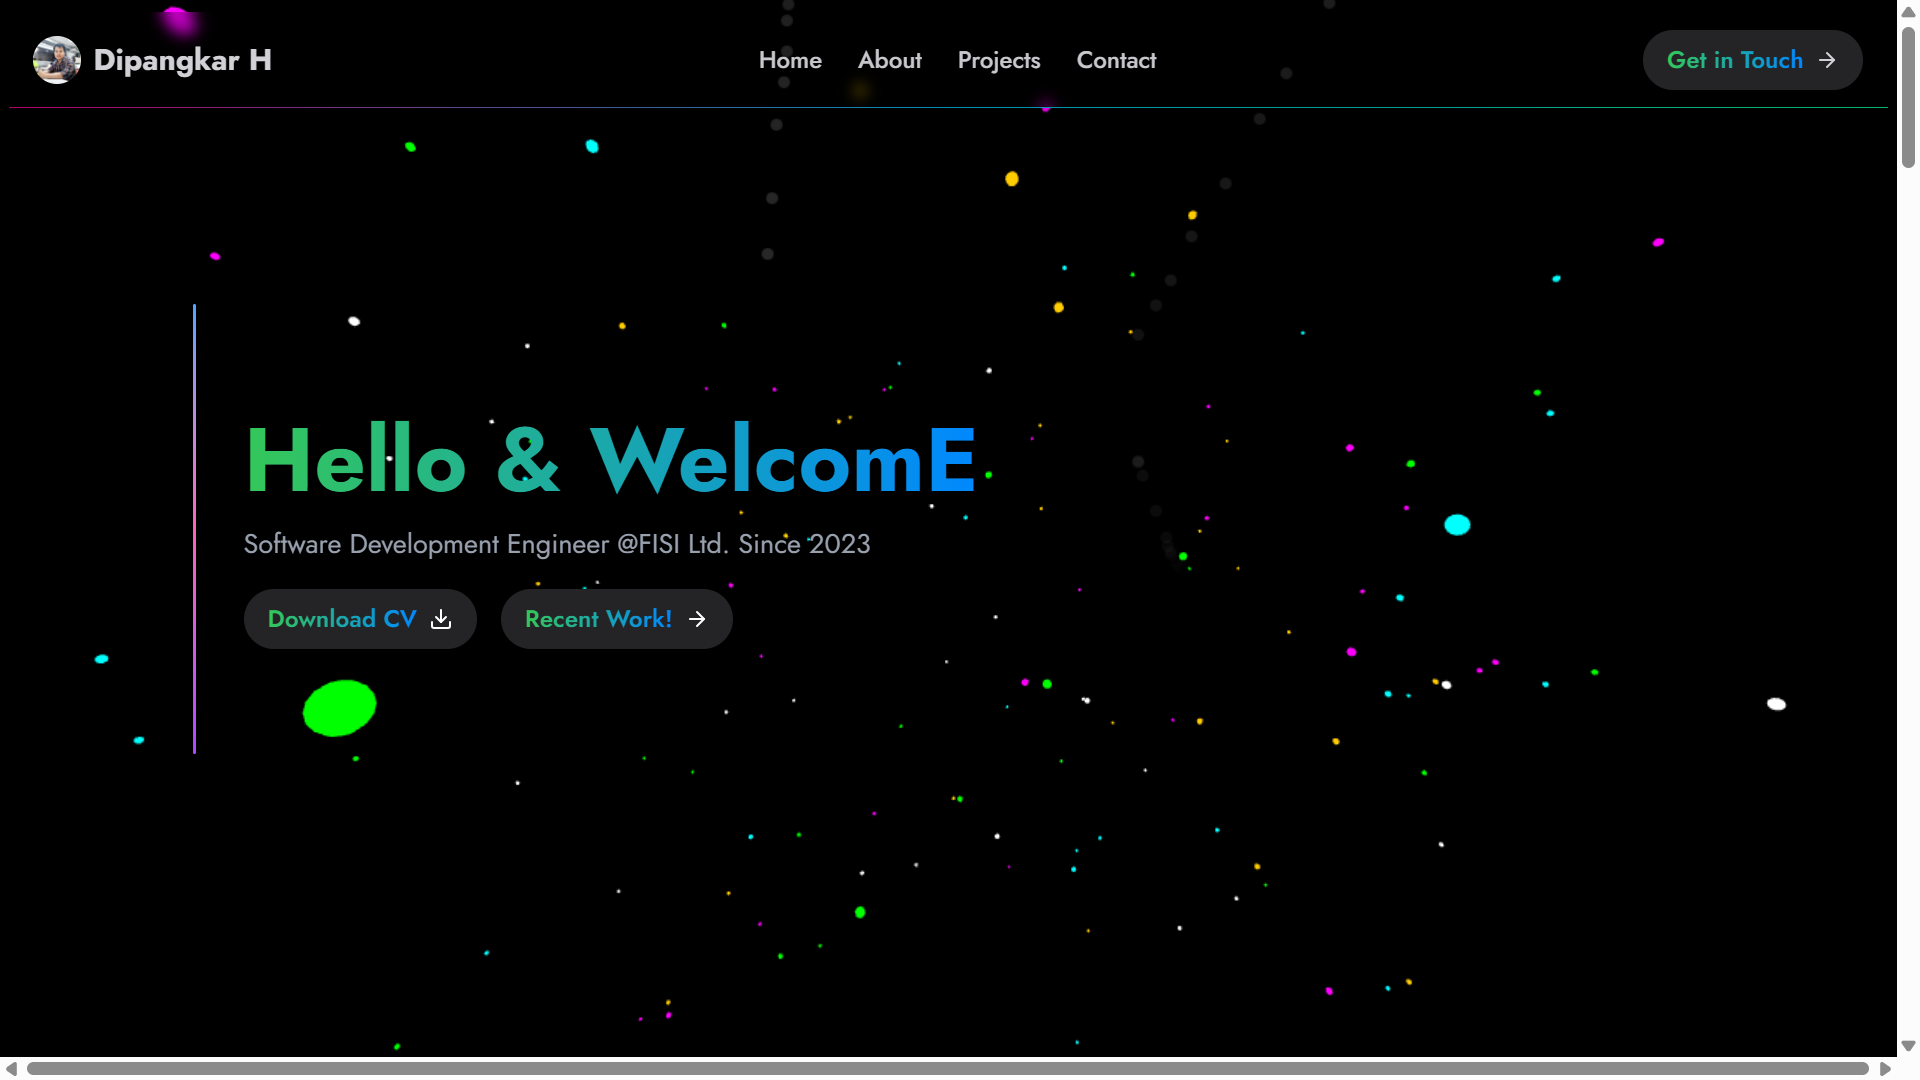 Dipangkar H
Home About Projects Contact
Get in Touch
Hello & WelcomE
Software Development Engineer @FISI Ltd. Since 2023
Download CV
Recent Work!